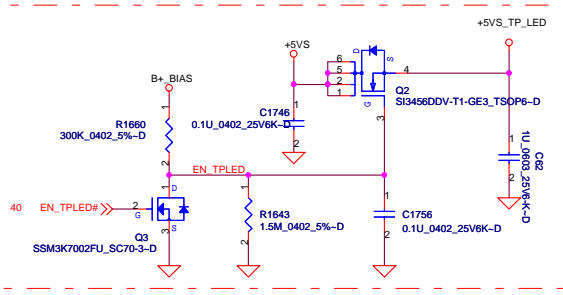 +5VS_TP_LED
+5VS
B+_BIAS
6
5
2
1
D
S
G
4
3
Q2
SI3456DDV-T1-GE3_TSOP6~D
1
R1660
300K_0402_5%~D
2
1
C1746
0.1U_0402_25V6K~D
2
1
C62
1U_0603_25V6-K~D
2
EN_TPLED
40 EN_TPLED#
2
G
1
D
S
3
Q3
SSM3K7002FU_SC70-3~D
1
R1643
1.5M_0402_5%~D
2
1
C1756
0.1U_0402_25V6K~D
2